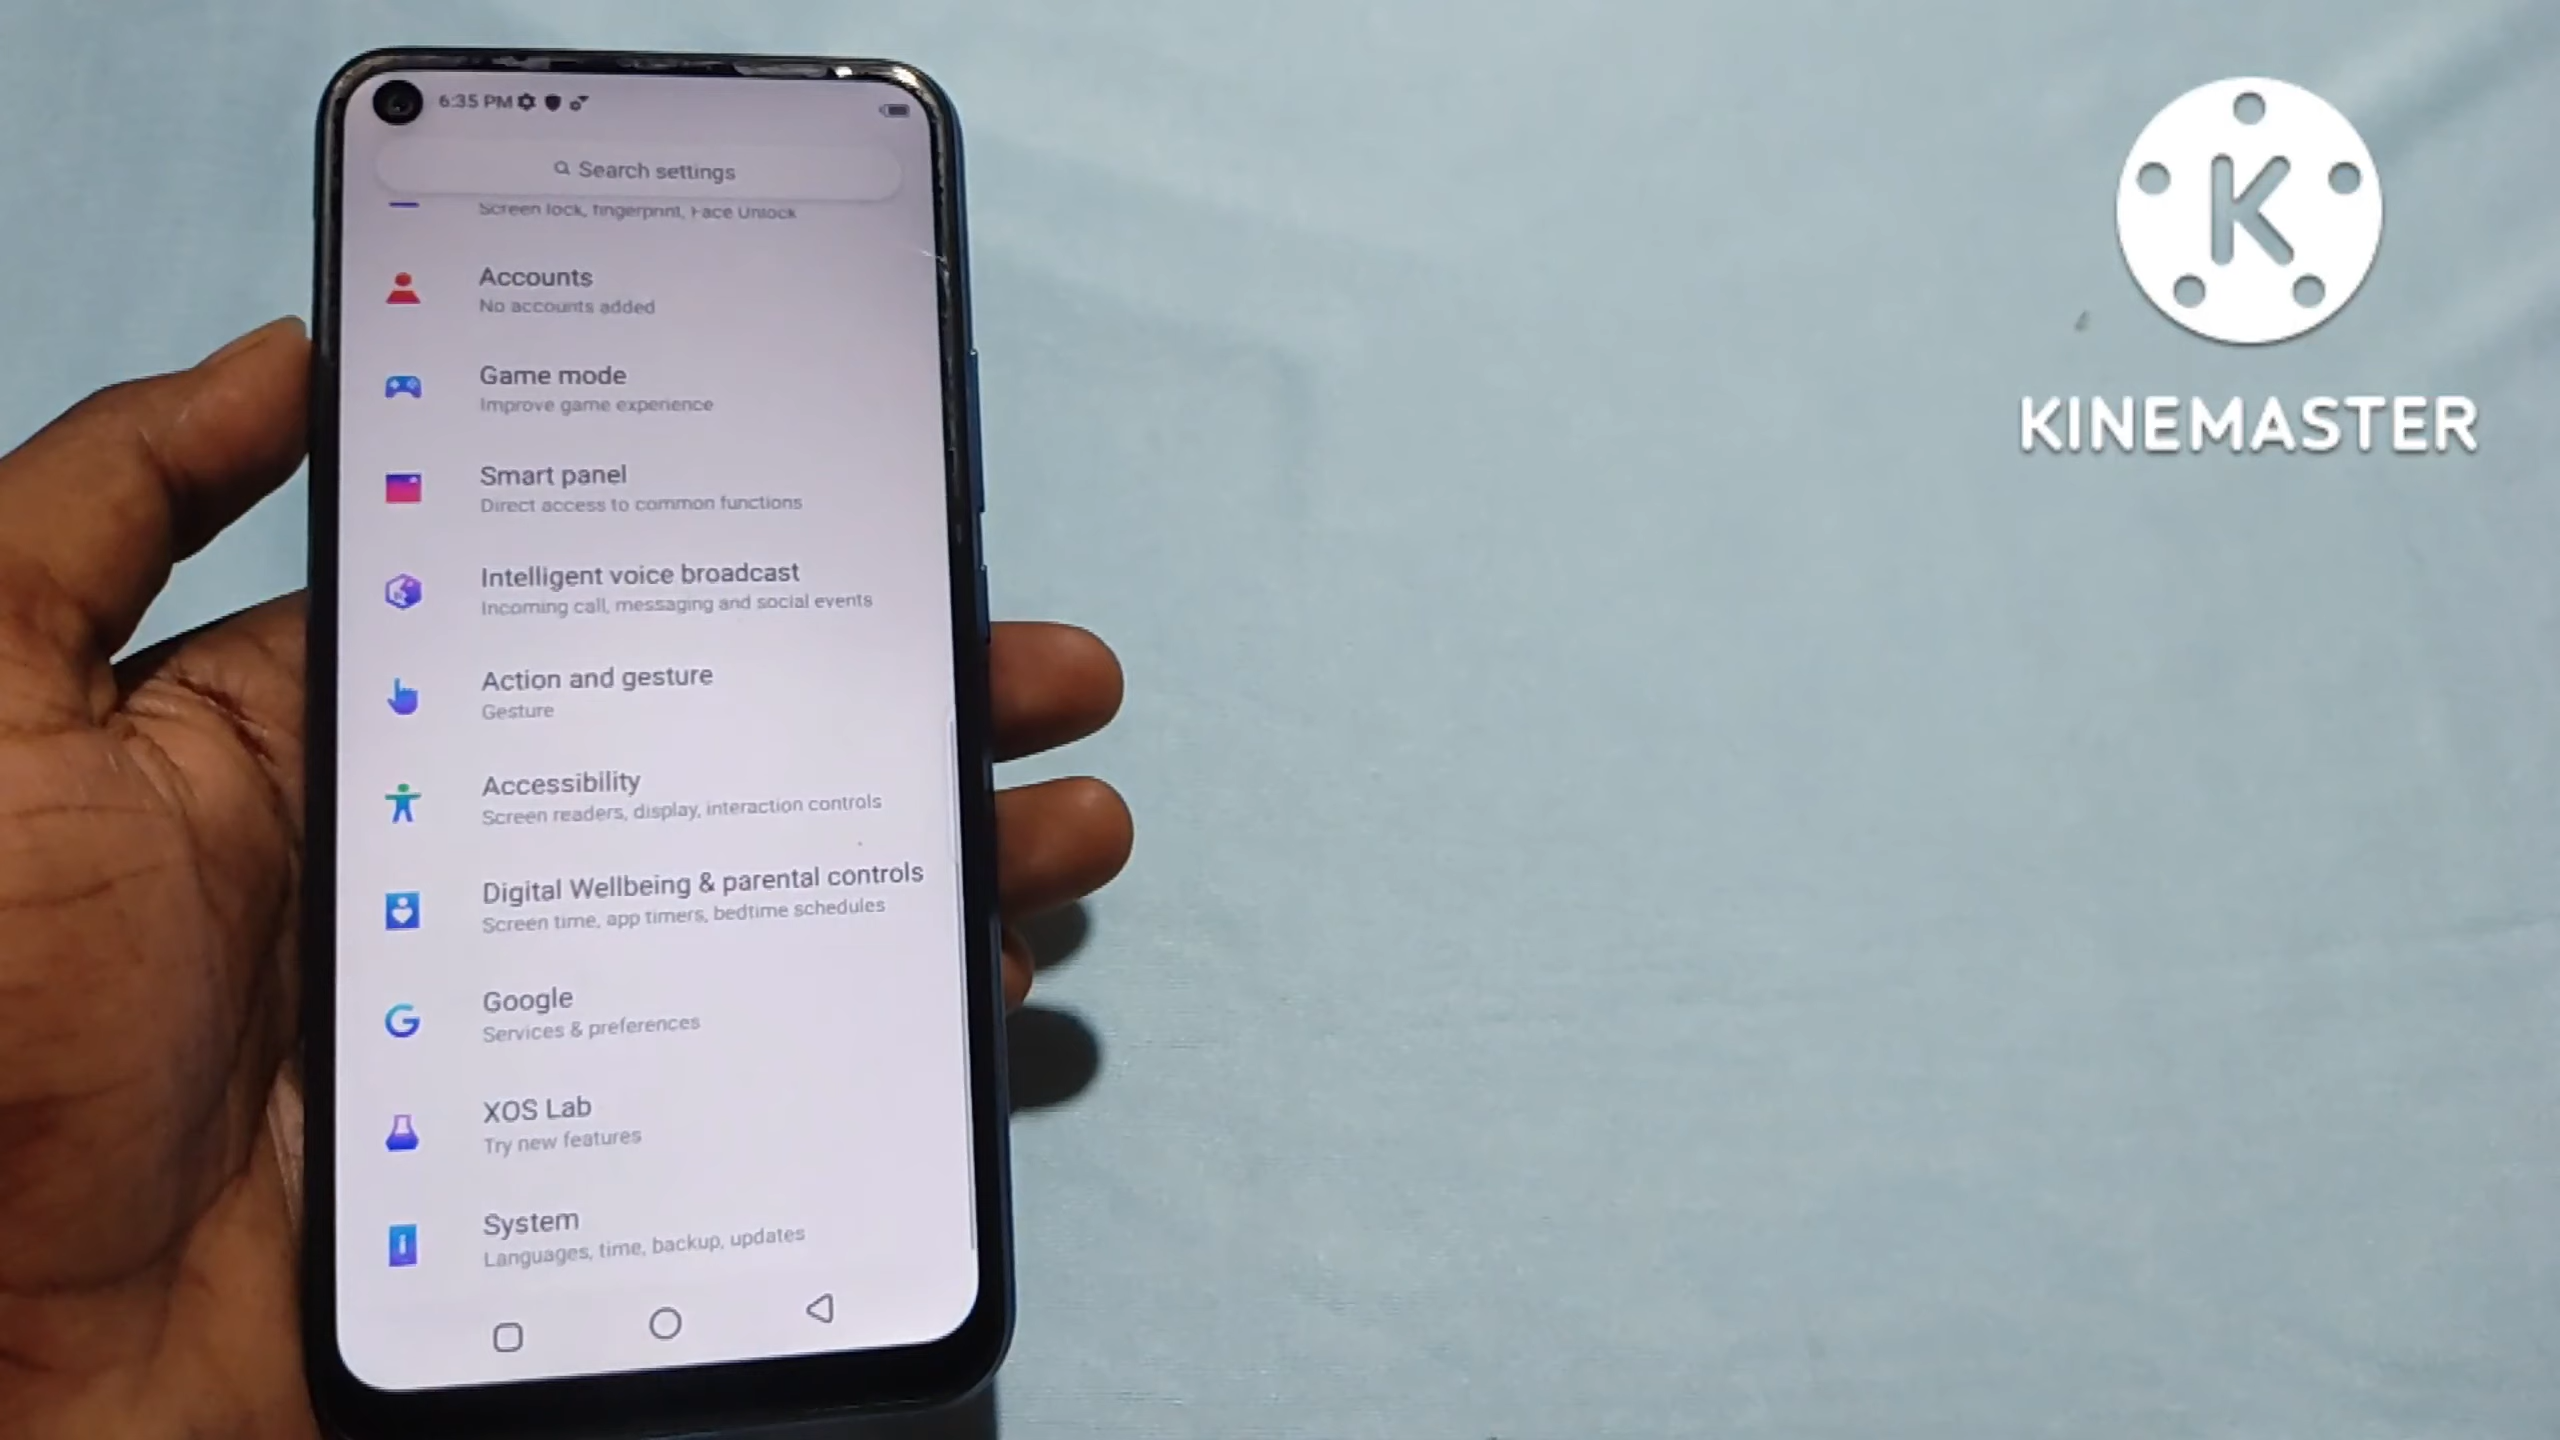 6:35 PM
Search settings
Screen lock, fingerprint, Face Unlock
Accounts
No accounts added
Game mode
Improve game experience
Smart panel
Direct access to common functions
Intelligent voice broadcast
Incoming call, messaging and social events
Action and gesture
Gesture
Accessibility
Screen readers, display, interaction controls
Digital Wellbeing & parental controls
Screen time, app timers, bedtime schedules
Google
Services & preferences
XOS Lab
Try new features
System
Languages, time, backup, updates
K
KINEMASTER